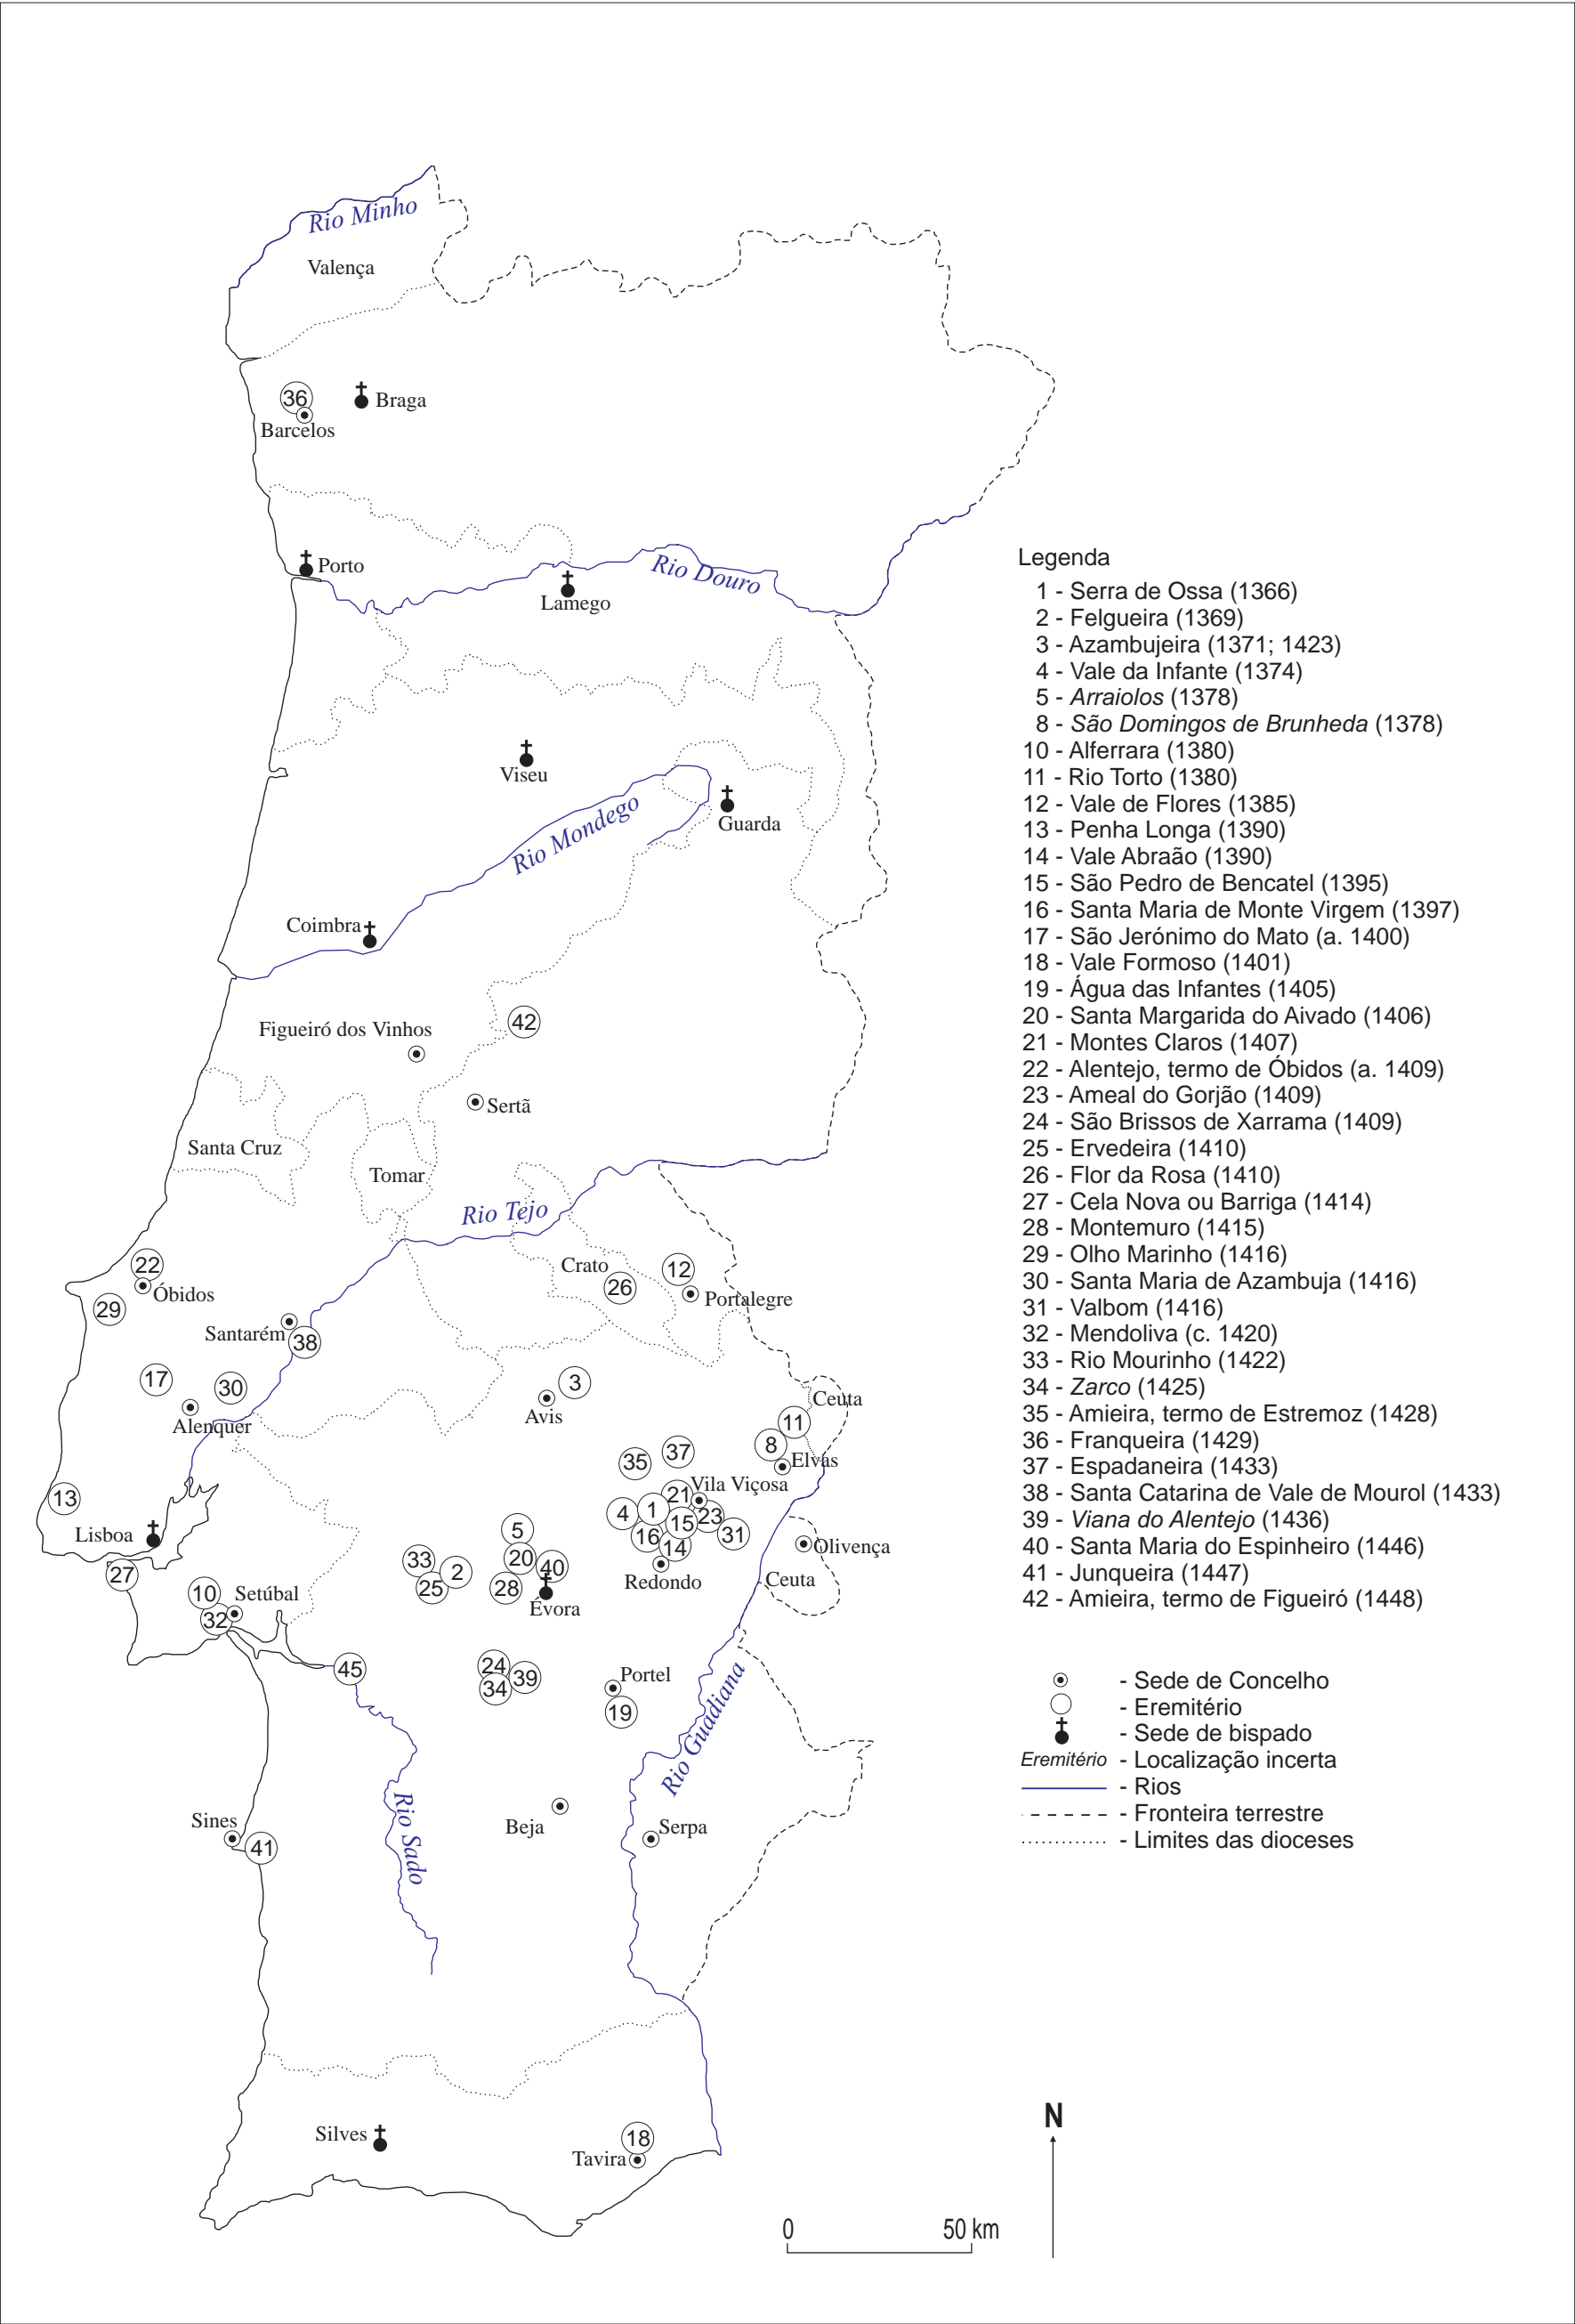 Rio Minho
Valença
36
Braga
Barcelos
Porto
Rio Douro
Lamego
Viseu
Rio Mondego
Guarda
Coimbra
42
Figueiró dos Vinhos
Sertã
Santa Cruz
Tomar
Rio Tejo
22
Crato
12
26
Óbidos
29
Portalegre
Santarém
38
17
30
3
Avis
Ceuta
Alenquer
11
8
37
35
Elvas
13
21
Vila Viçosa
4
1
23
15
5
16
31
Lisboa
14
Olivença
33
20
40
27
2
25
28
Redondo
Ceuta
10
Setúbal
Évora
32
45
24
39
34
Portel
19
Rio Guadiana
Rio Sado
Sines
Beja
Serpa
41
Silves
18
Tavira
Legenda
1 - Serra de Ossa (1366)
2 - Felgueira (1369)
3 - Azambujeira (1371; 1423)
4 - Vale da Infante (1374)
5 - Arraiolos (1378)
8 - São Domingos de Brunheda (1378)
10 - Alferrara (1380)
11 - Rio Torto (1380)
12 - Vale de Flores (1385)
13 - Penha Longa (1390)
14 - Vale Abraão (1390)
15 - São Pedro de Bencatel (1395)
16 - Santa Maria de Monte Virgem (1397)
17 - São Jerónimo do Mato (a. 1400)
18 - Vale Formoso (1401)
19 - Água das Infantes (1405)
20 - Santa Margarida do Aivado (1406)
21 - Montes Claros (1407)
22 - Alentejo, termo de Óbidos (a. 1409)
23 - Ameal do Gorjão (1409)
24 - São Brissos de Xarrama (1409)
25 - Ervedeira (1410)
26 - Flor da Rosa (1410)
27 - Cela Nova ou Barriga (1414)
28 - Montemuro (1415)
29 - Olho Marinho (1416)
30 - Santa Maria de Azambuja (1416)
31 - Valbom (1416)
32 - Mendoliva (c. 1420)
33 - Rio Mourinho (1422)
34 - Zarco (1425)
35 - Amieira, termo de Estremoz (1428)
36 - Franqueira (1429)
37 - Espadaneira (1433)
38 - Santa Catarina de Vale de Mourol (1433)
39 - Viana do Alentejo (1436)
40 - Santa Maria do Espinheiro (1446)
41 - Junqueira (1447)
42 - Amieira, termo de Figueiró (1448)
- Sede de Concelho
- Eremitério
- Sede de bispado
Eremitério - Localização incerta
- Rios
- Fronteira terrestre
- Limites das dioceses
N
0 50 km